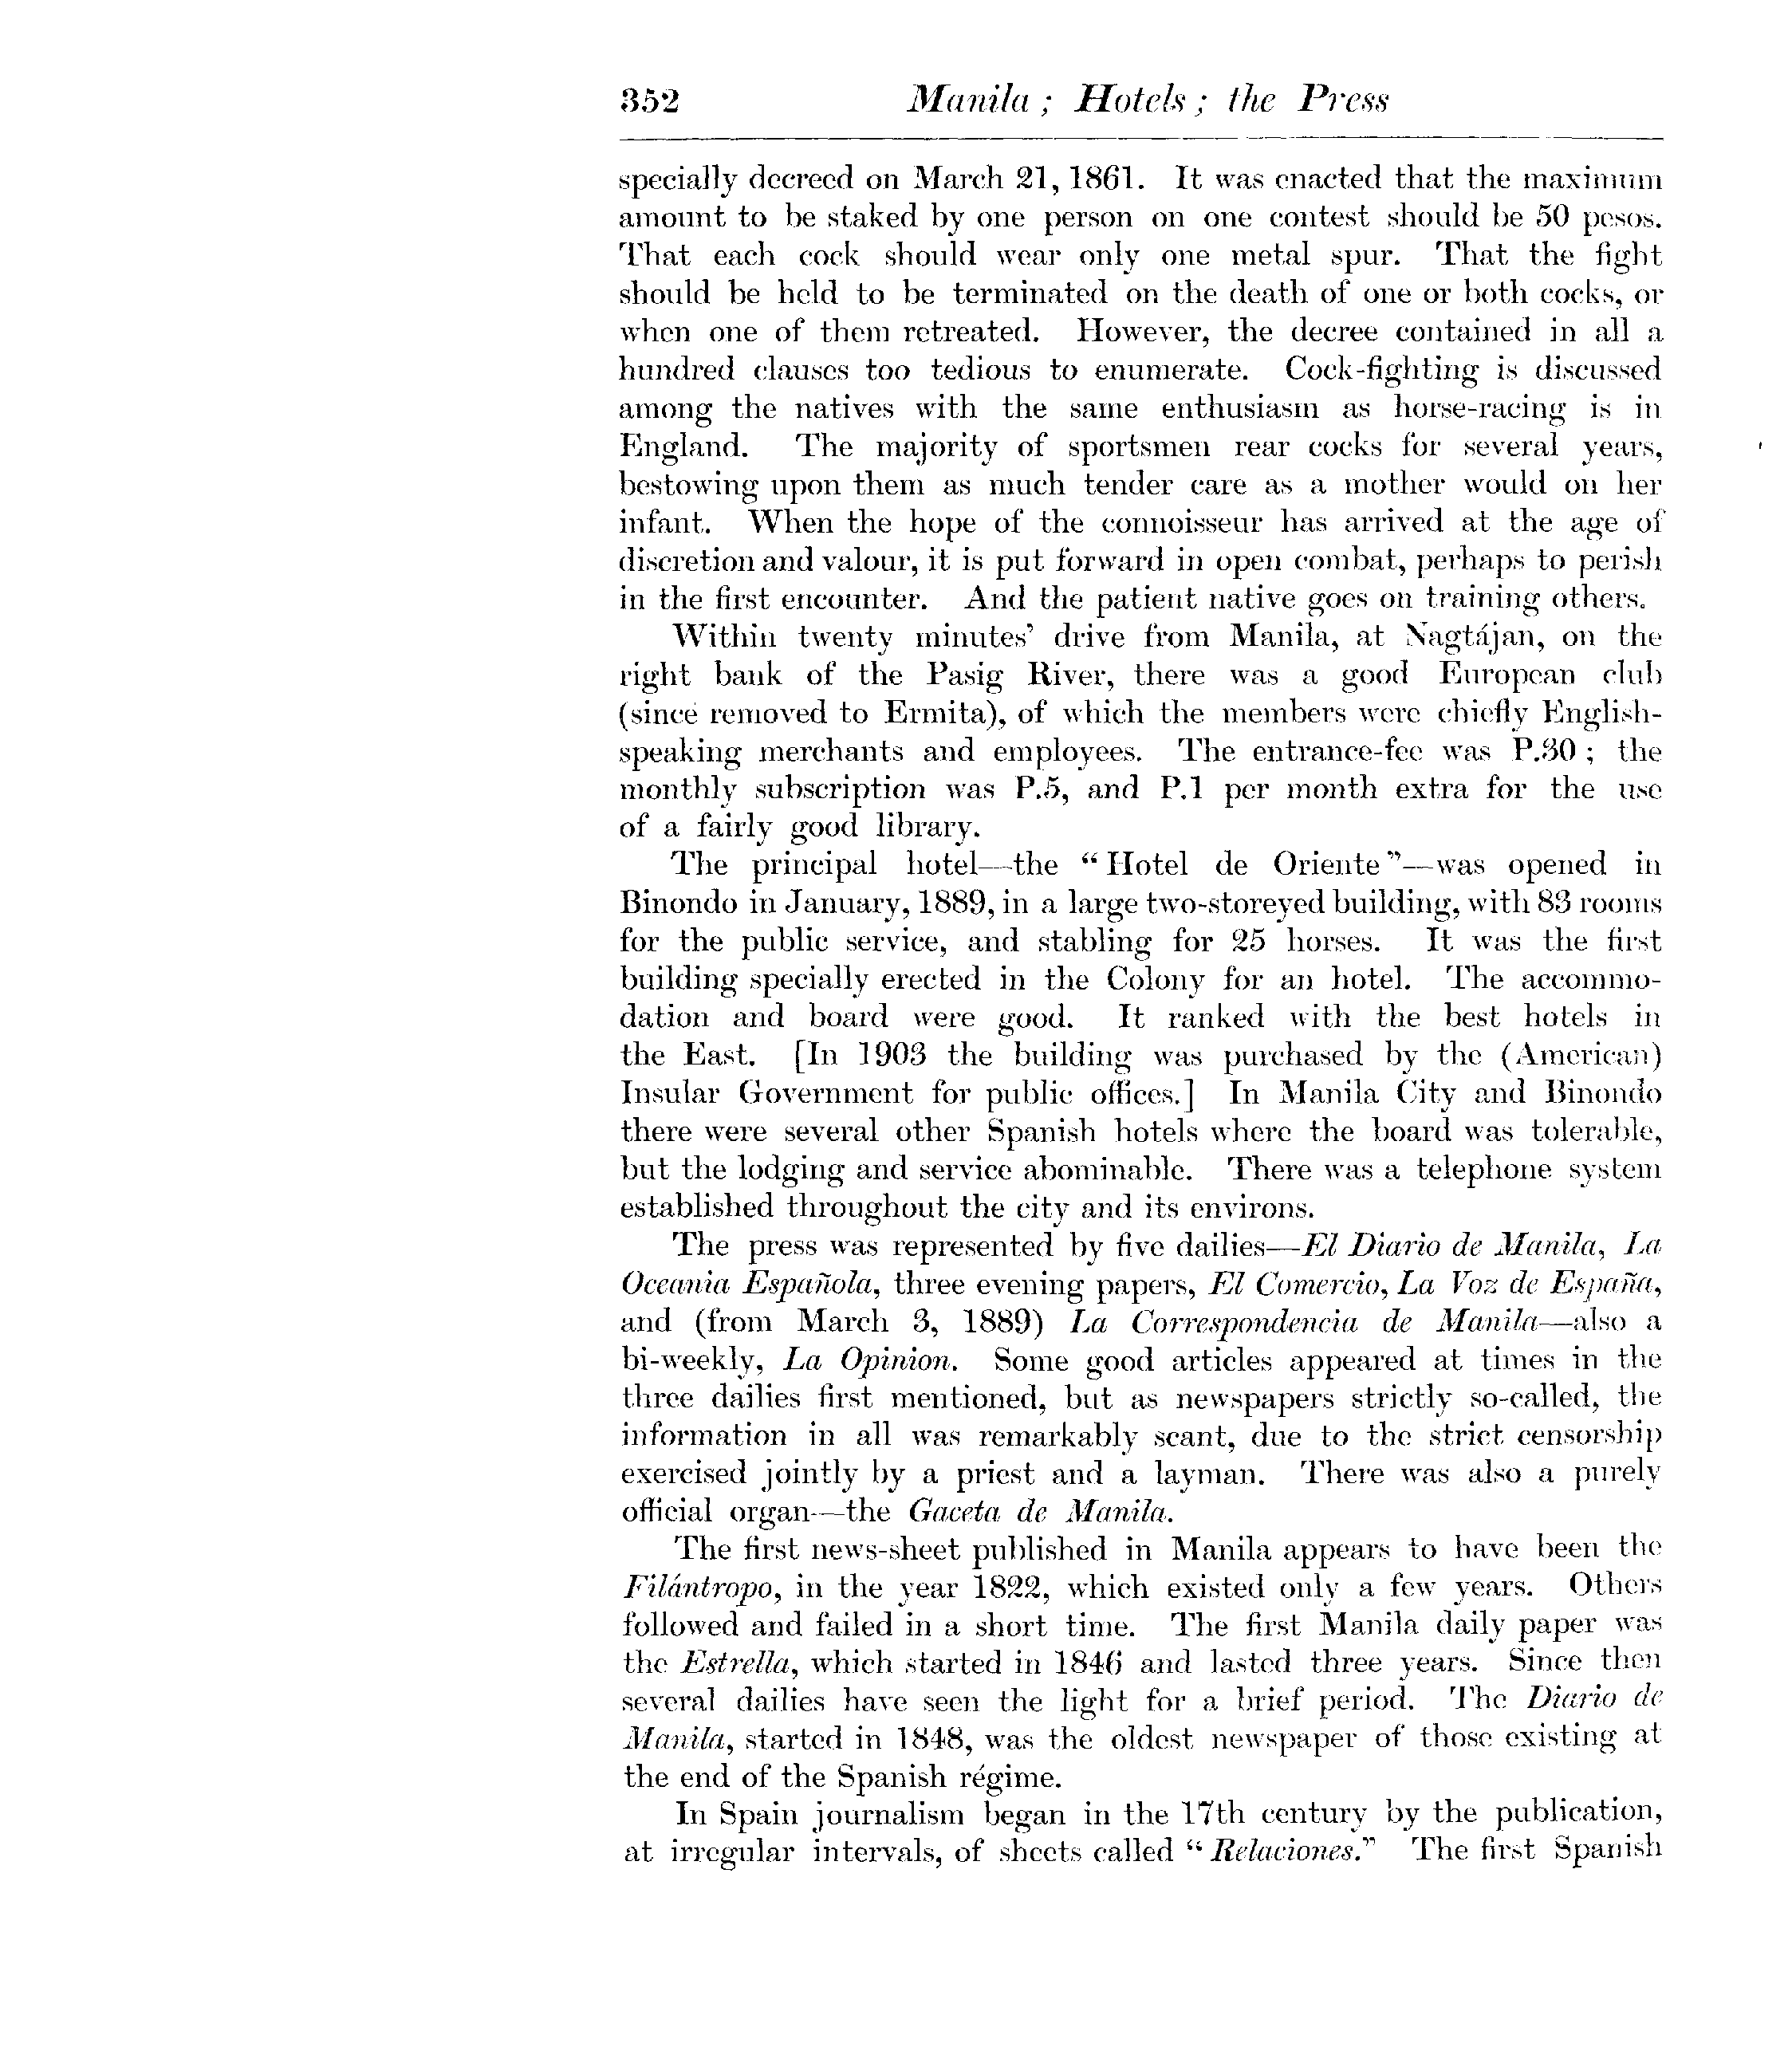 352 Manila ; Hotels ; the Press
specially decreed on March 21, 1861. It was enacted that the maximum
amount to be staked by one person on one contest should be 50 pesos.
That each cock should wear only one metal spur. That the fight
should be held to be terminated on the death of one or both cocks, or
when one of them retreated. However, the decree contained in all a
hundred clauses too tedious to enumerate. Cock-fighting is discussed
among the natives with the same enthusiasm as horse-racing is in
England. The majority of sportsmen rear cocks for several years,
bestowing upon them as much tender care as a mother would on her
infant. When the hope of the connoisseur has arrived at the age of
discretion and valour, it is put forward in open combat, perhaps to perish
in the first encounter. And the patient native goes on training others.
Within twenty minutes' drive from Manila, at Nagtájan, on the
right bank of the Pasig River, there was a good European club
(since removed to Ermita), of which the members were chiefly English-
speaking merchants and employees. The entrance-fee was P.30 ; the
monthly subscription was P.5, and P.1 per month extra for the use
of a fairly good library.
The principal hotel—the “Hotel de Oriente”—was opened in
Binondo in January, 1889, in a large two-storeyed building, with 83 rooms
for the public service, and stabling for 25 horses. It was the first
building specially erected in the Colony for an hotel. The accommo-
dation and board were good. It ranked with the best hotels in
the East. [In 1903 the building was purchased by the (American)
Insular Government for public offices.] In Manila City and Binondo
there were several other Spanish hotels where the board was tolerable,
but the lodging and service abominable. There was a telephone system
established throughout the city and its environs.
The press was represented by five dailies—El Diario de Manila, La
Oceania Española, three evening papers, El Comercio, La Voz de España,
and (from March 3, 1889) La Correspondencia de Manila—also a
bi-weekly, La Opinion. Some good articles appeared at times in the
three dailies first mentioned, but as newspapers strictly so-called, the
information in all was remarkably scant, due to the strict censorship
exercised jointly by a priest and a layman. There was also a purely
official organ—the Gaceta de Manila.
The first news-sheet published in Manila appears to have been the
Filántropo, in the year 1822, which existed only a few years. Others
followed and failed in a short time. The first Manila daily paper was
the Estrella, which started in 1846 and lasted three years. Since then
several dailies have seen the light for a brief period. The Diario de
Manila, started in 1848, was the oldest newspaper of those existing at
the end of the Spanish régime.
In Spain journalism began in the 17th century by the publication,
at irregular intervals, of sheets called “Relaciones.” The first Spanish